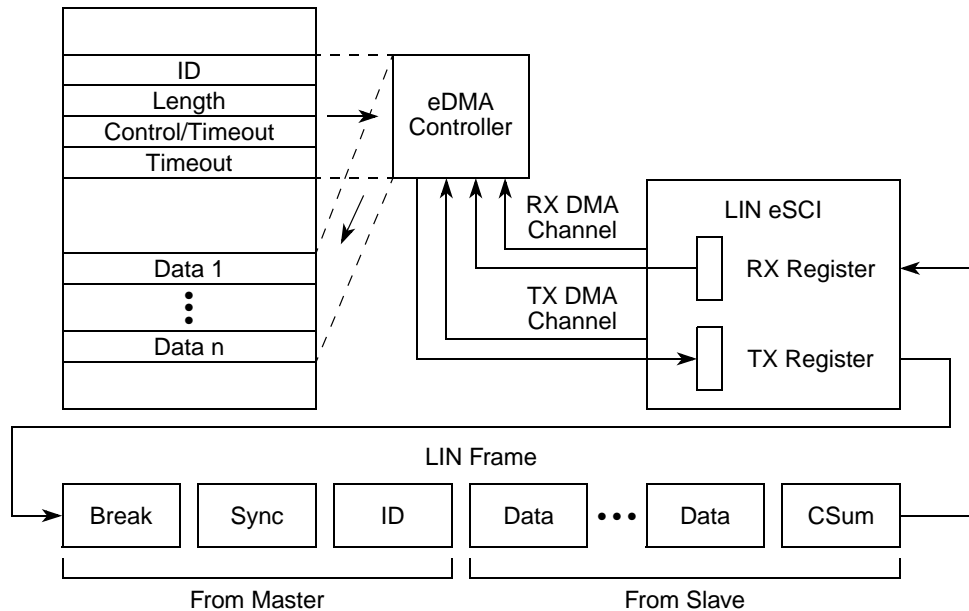 ID
Length
Control/Timeout
Timeout
Data 1
Data n
eDMA
Controller
RX DMA
Channel
TX DMA
Channel
LIN eSCI
RX Register
TX Register
LIN Frame
Break
Sync
ID
Data
Data
CSum
From Master
From Slave